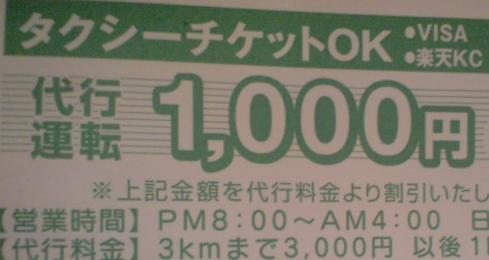 タクシーチケットOK ●VISA
●楽天KC
代行
運転
1,000円
※上記金額を代行料金より割引いたし
【営業時間】 PM8:00〜AM4:00 日
【代行料金】 3kmまで3,000円 以後1